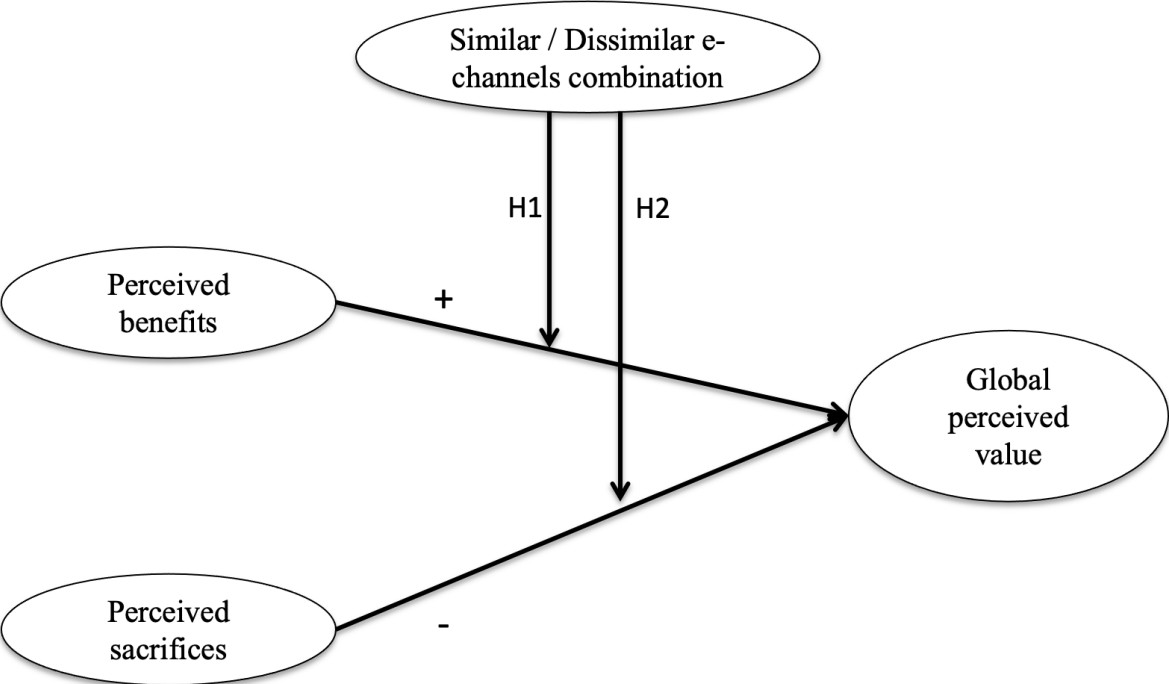 Similar / Dissimilar e-
channels combination
H1
H2
Perceived
benefits
+
Global
perceived
value
Perceived
sacrifices
-